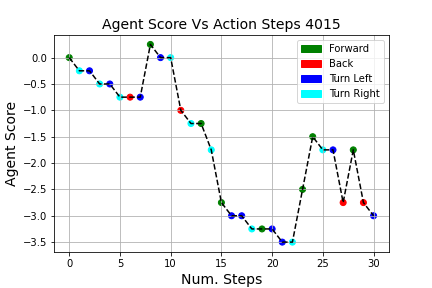 Agent Score Vs Action Steps 4015
Agent Score
0.0
−0.5
−1.0
−1.5
−2.0
−2.5
−3.0
−3.5
Forward
Back
Turn Left
Turn Right
0 5 10 15 20 25 30
Num. Steps